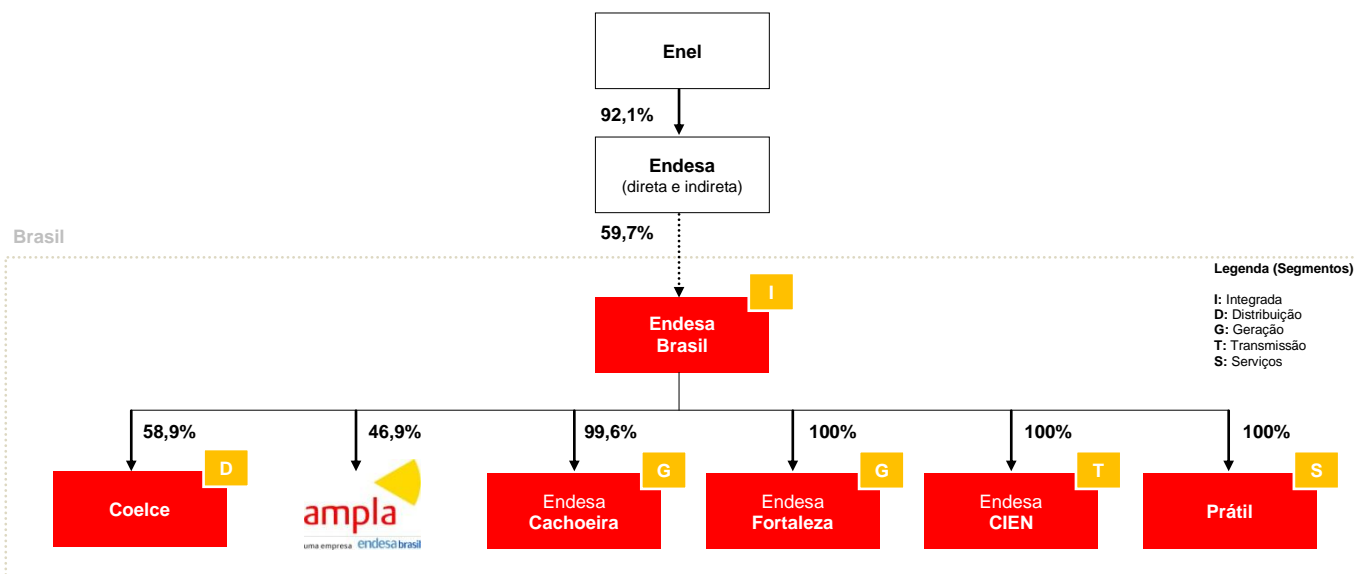 Enel
92,1%
Endesa
(direta e indireta)
59,7%
Brasil
Legenda (Segmentos)
I: Integrada
D: Distribuição
G: Geração
T: Transmissão
S: Serviços
I
Endesa
Brasil
58,9%
46,9%
99,6%
100%
100%
100%
D
Coelce
ampla
uma empresa endesabrasil
G
Endesa
Cachoeira
G
Endesa
Fortaleza
T
Endesa
CIEN
S
Prátil